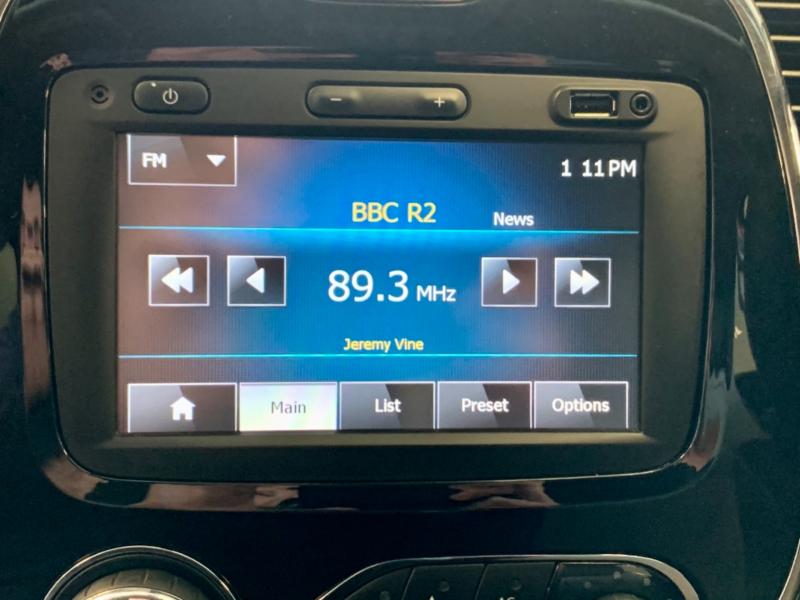 FM
1 11PM
BBC R2
News
89.3 MHz
Jeremy Vine
Main
List
Preset
Options